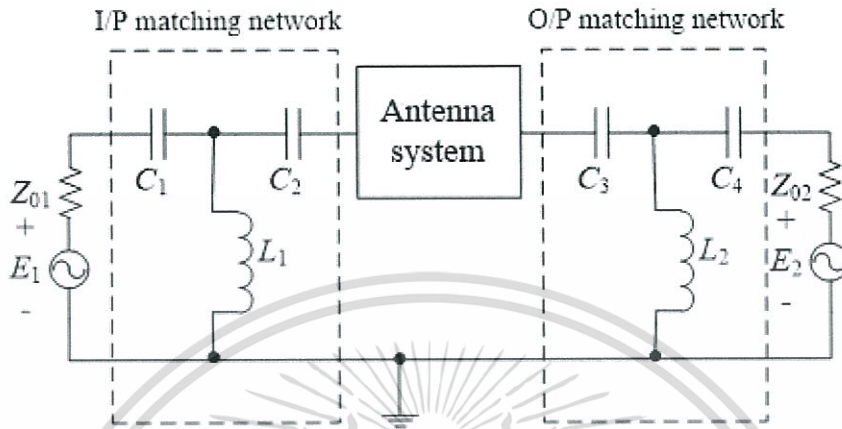 I/P matching network
O/P matching network
Antenna
system
C1
C2
C3
C4
Z01
+
E1
-
L1
L2
Z02
+
E2
-